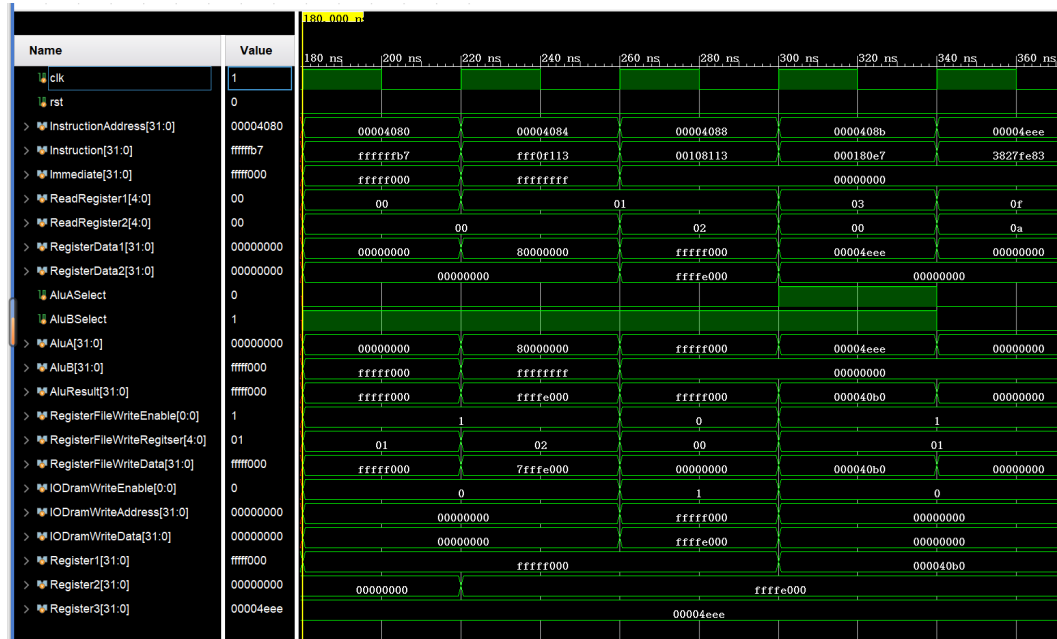 180.000 n
Name Value
180 ns 200 ns 220 ns 240 ns 260 ns 280 ns 300 ns 320 ns 340 ns 360 ns
clk 1
rst 0
InstructionAddress[31:0] 00004080 00004080 00004084 00004088 0000408b 00004eee
Instruction[31:0] fffffb7 ffffffb7 fff0f113 00108113 000180e7 3827fe83
Immediate[31:0] fffff000 fffff000 ffffffff 00000000
ReadRegister1[4:0] 00 00 01 03 0f
ReadRegister2[4:0] 00 00 02 00 0a
RegisterData1[31:0] 00000000 00000000 80000000 fffff000 00004eee 00000000
RegisterData2[31:0] 00000000 00000000 ffffe000 00000000
AluASelect 0
AluBSelect 1
AluA[31:0] 00000000 00000000 80000000 fffff000 00004eee 00000000
AluB[31:0] fffff000 fffff000 ffffffff 00000000
AluResult[31:0] fffff000 fffff000 ffffe000 fffff000 000040b0 00000000
RegisterFileWriteEnable[0:0] 1 1 0 1
RegisterFileWriteRegitser[4:0] 01 01 02 00 01
RegisterFileWriteData[31:0] fffff000 fffff000 7fffe000 00000000 000040b0 00000000
IODramWriteEnable[0:0] 0 0 1 0
IODramWriteAddress[31:0] 00000000 00000000 fffff000 00000000
IODramWriteData[31:0] 00000000 00000000 ffffe000 00000000
Register1[31:0] fffff000 fffff000 000040b0
Register2[31:0] 00000000 00000000 ffffe000
Register3[31:0] 00004eee 00004eee